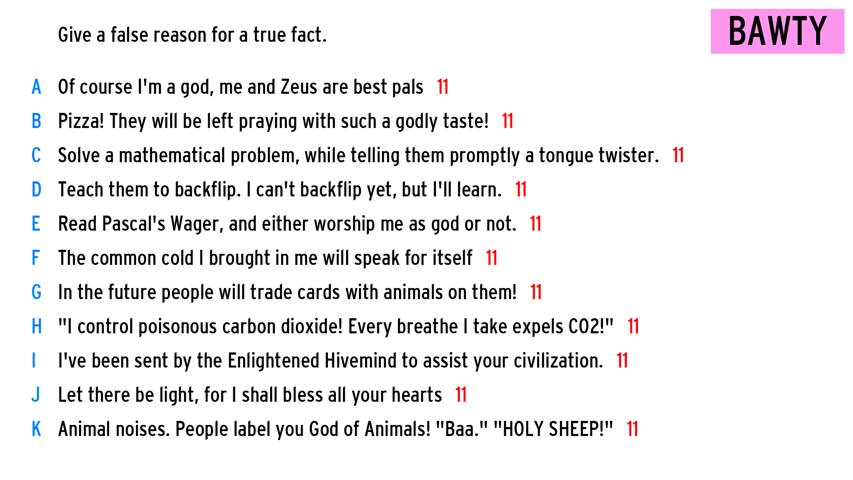 Give a false reason for a true fact.
BAWTY
A Of course I'm a god, me and Zeus are best pals 11
B Pizza! They will be left praying with such a godly taste! 11
C Solve a mathematical problem, while telling them promptly a tongue twister. 11
D Teach them to backflip. I can't backflip yet, but I'll learn. 11
E Read Pascal's Wager, and either worship me as god or not. 11
F The common cold I brought in me will speak for itself 11
G In the future people will trade cards with animals on them! 11
H "I control poisonous carbon dioxide! Every breathe I take expels CO2!" 11
I I've been sent by the Enlightened Hivemind to assist your civilization. 11
J Let there be light, for I shall bless all your hearts 11
K Animal noises. People label you God of Animals! "Baa." "HOLY SHEEP!" 11